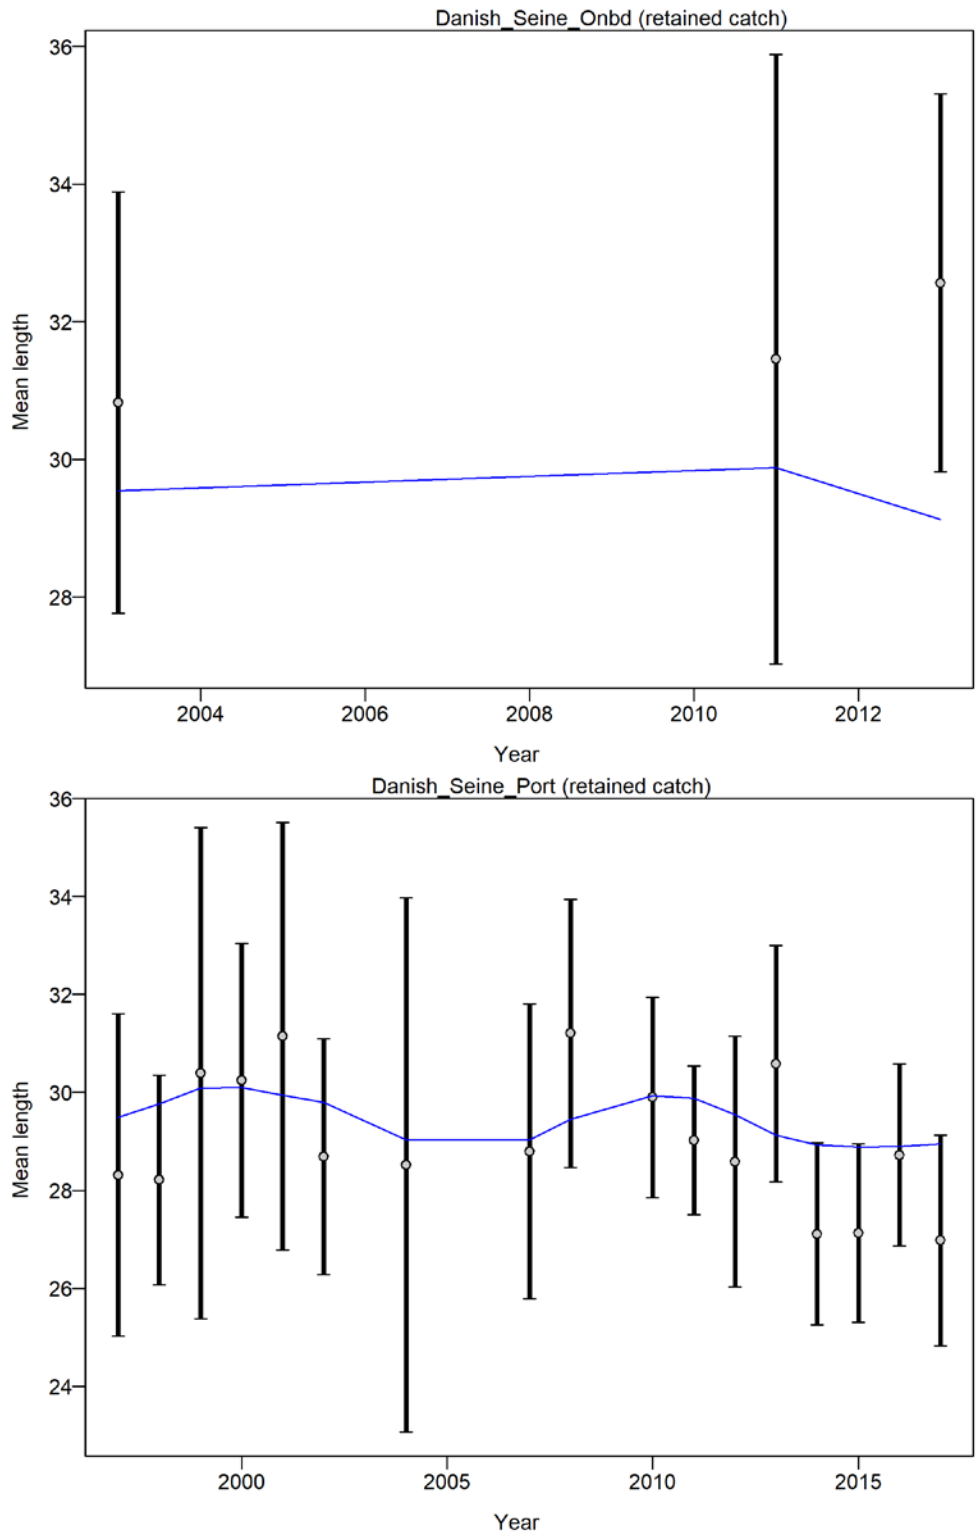 Danish_Seine_Onbd (retained catch)
36
34
32
30
28
Mean length
2004 2006 2008 2010 2012
Year
Danish_Seine_Port (retained catch)
36
34
32
30
28
26
24
Mean length
2000 2005 2010 2015
Year